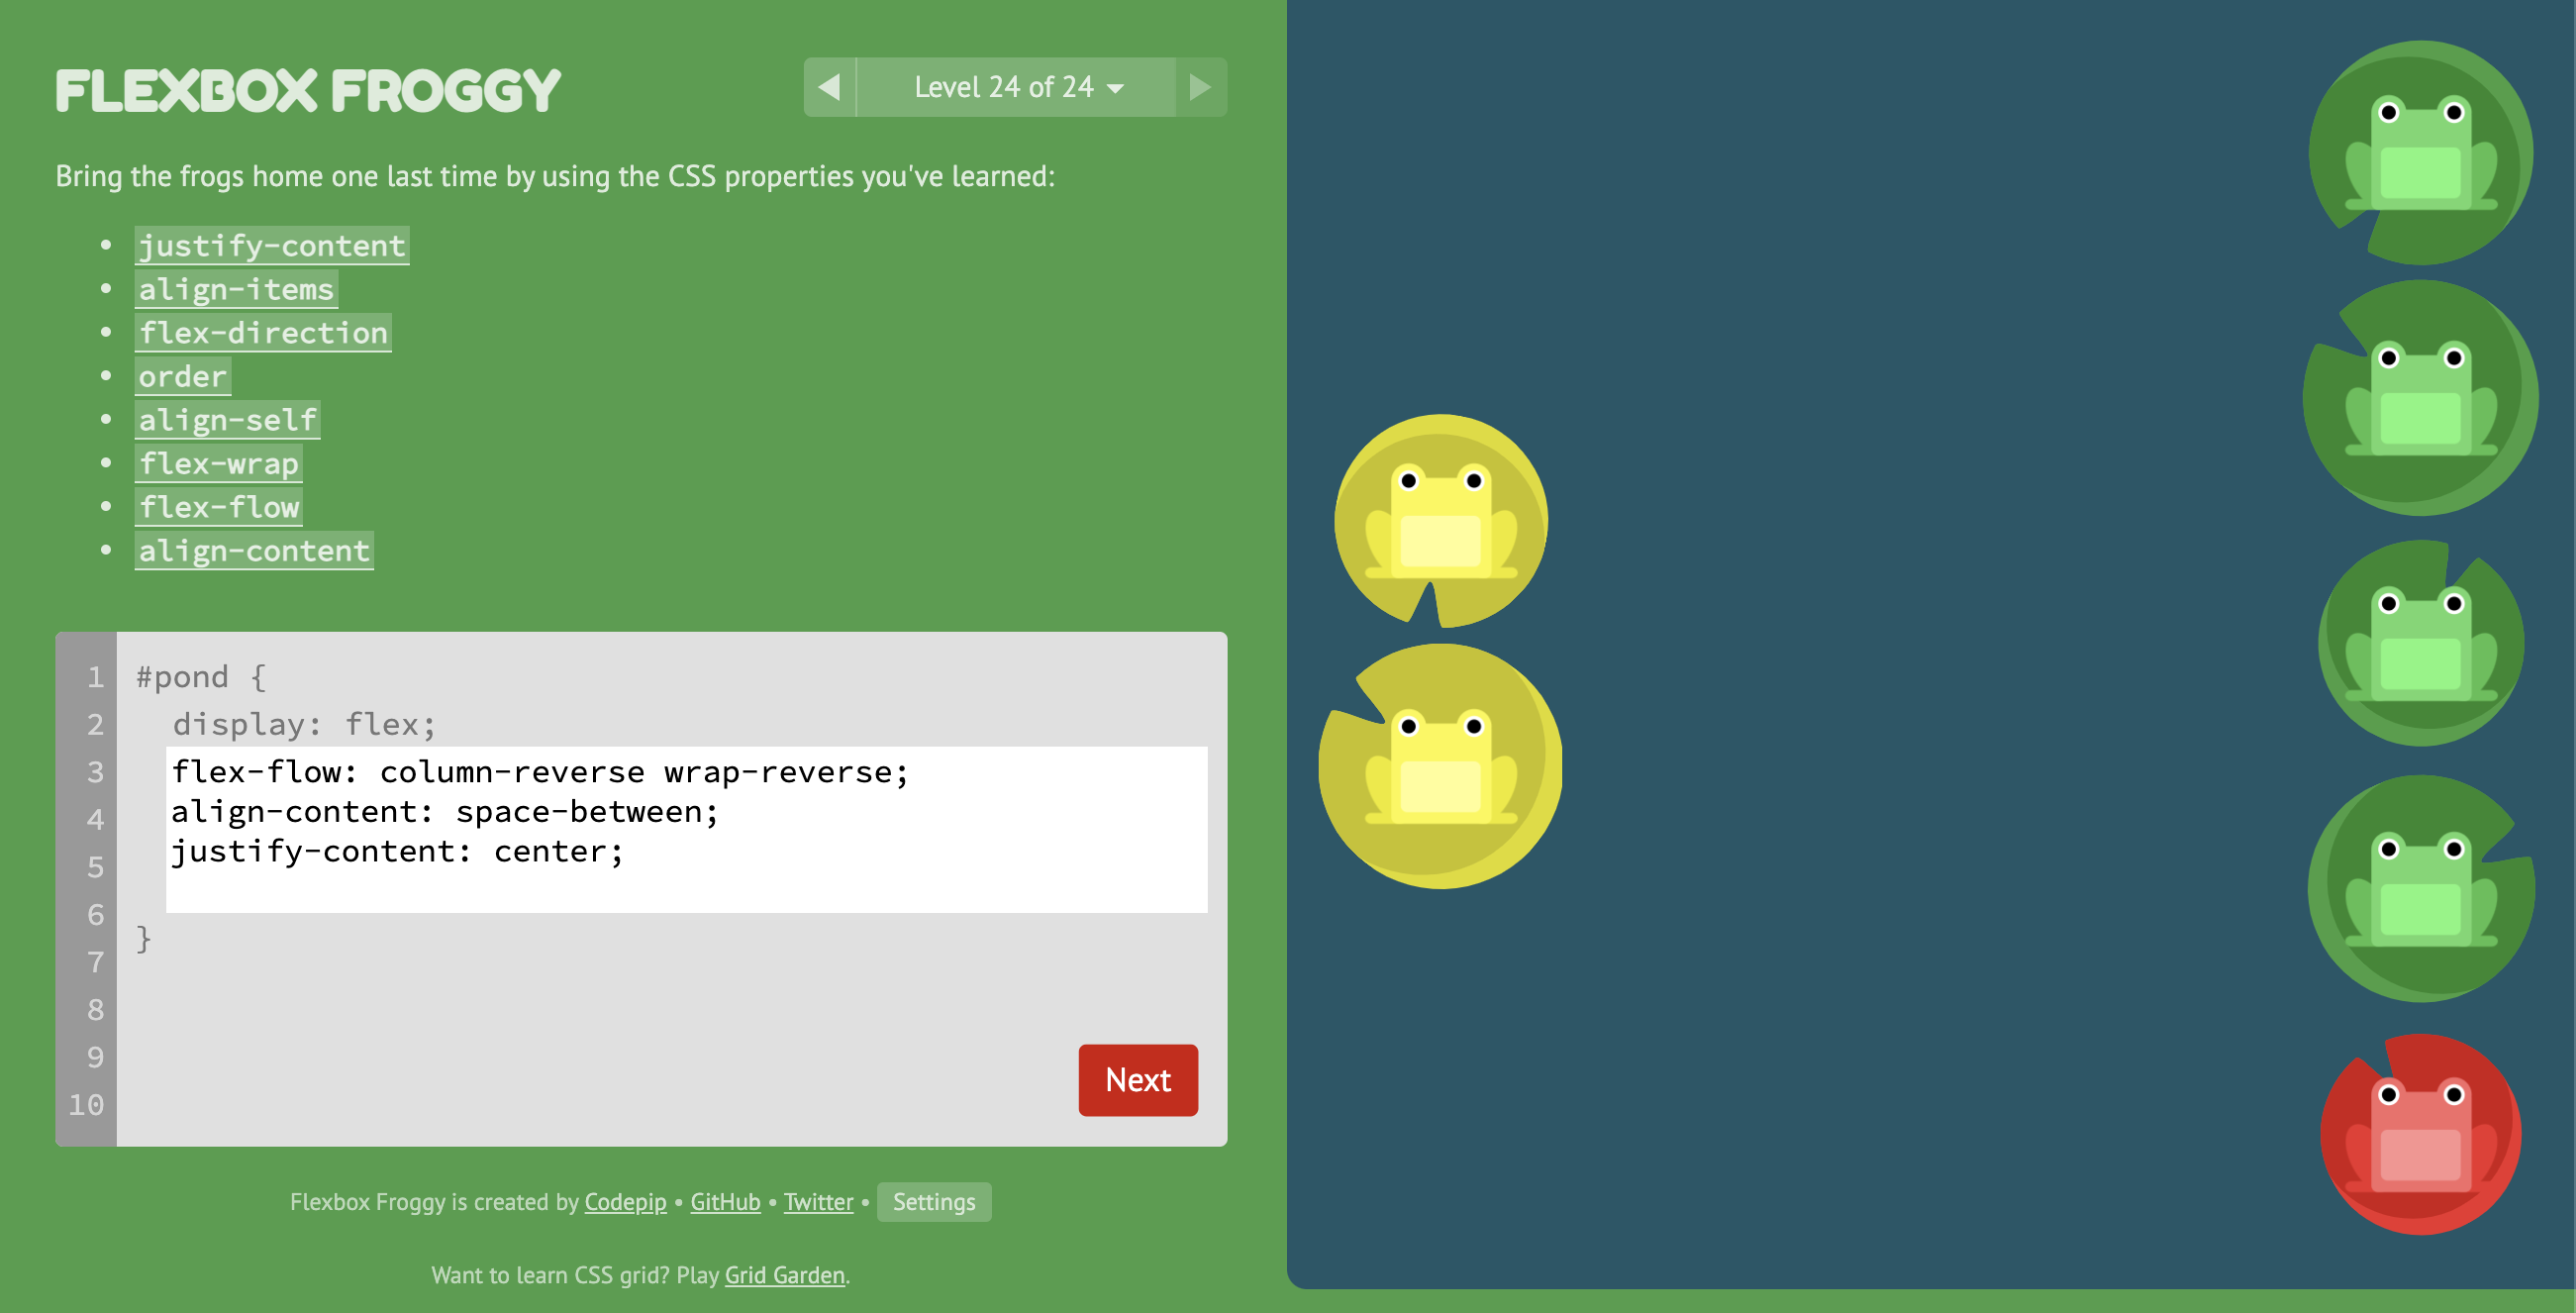 FLEXBOX FROGGY
Level 24 of 24
Bring the frogs home one last time by using the CSS properties you've learned:
• justify-content
• align-items
• flex-direction
• order
• align-self
• flex-wrap
• flex-flow
• align-content
1 #pond {
2 display: flex;
3 flex-flow: column-reverse wrap-reverse;
4 align-content: space-between;
5 justify-content: center;
6 }
7
8
9
10
Next
Flexbox Froggy is created by Codepip • GitHub • Twitter • Settings
Want to learn CSS grid? Play Grid Garden.